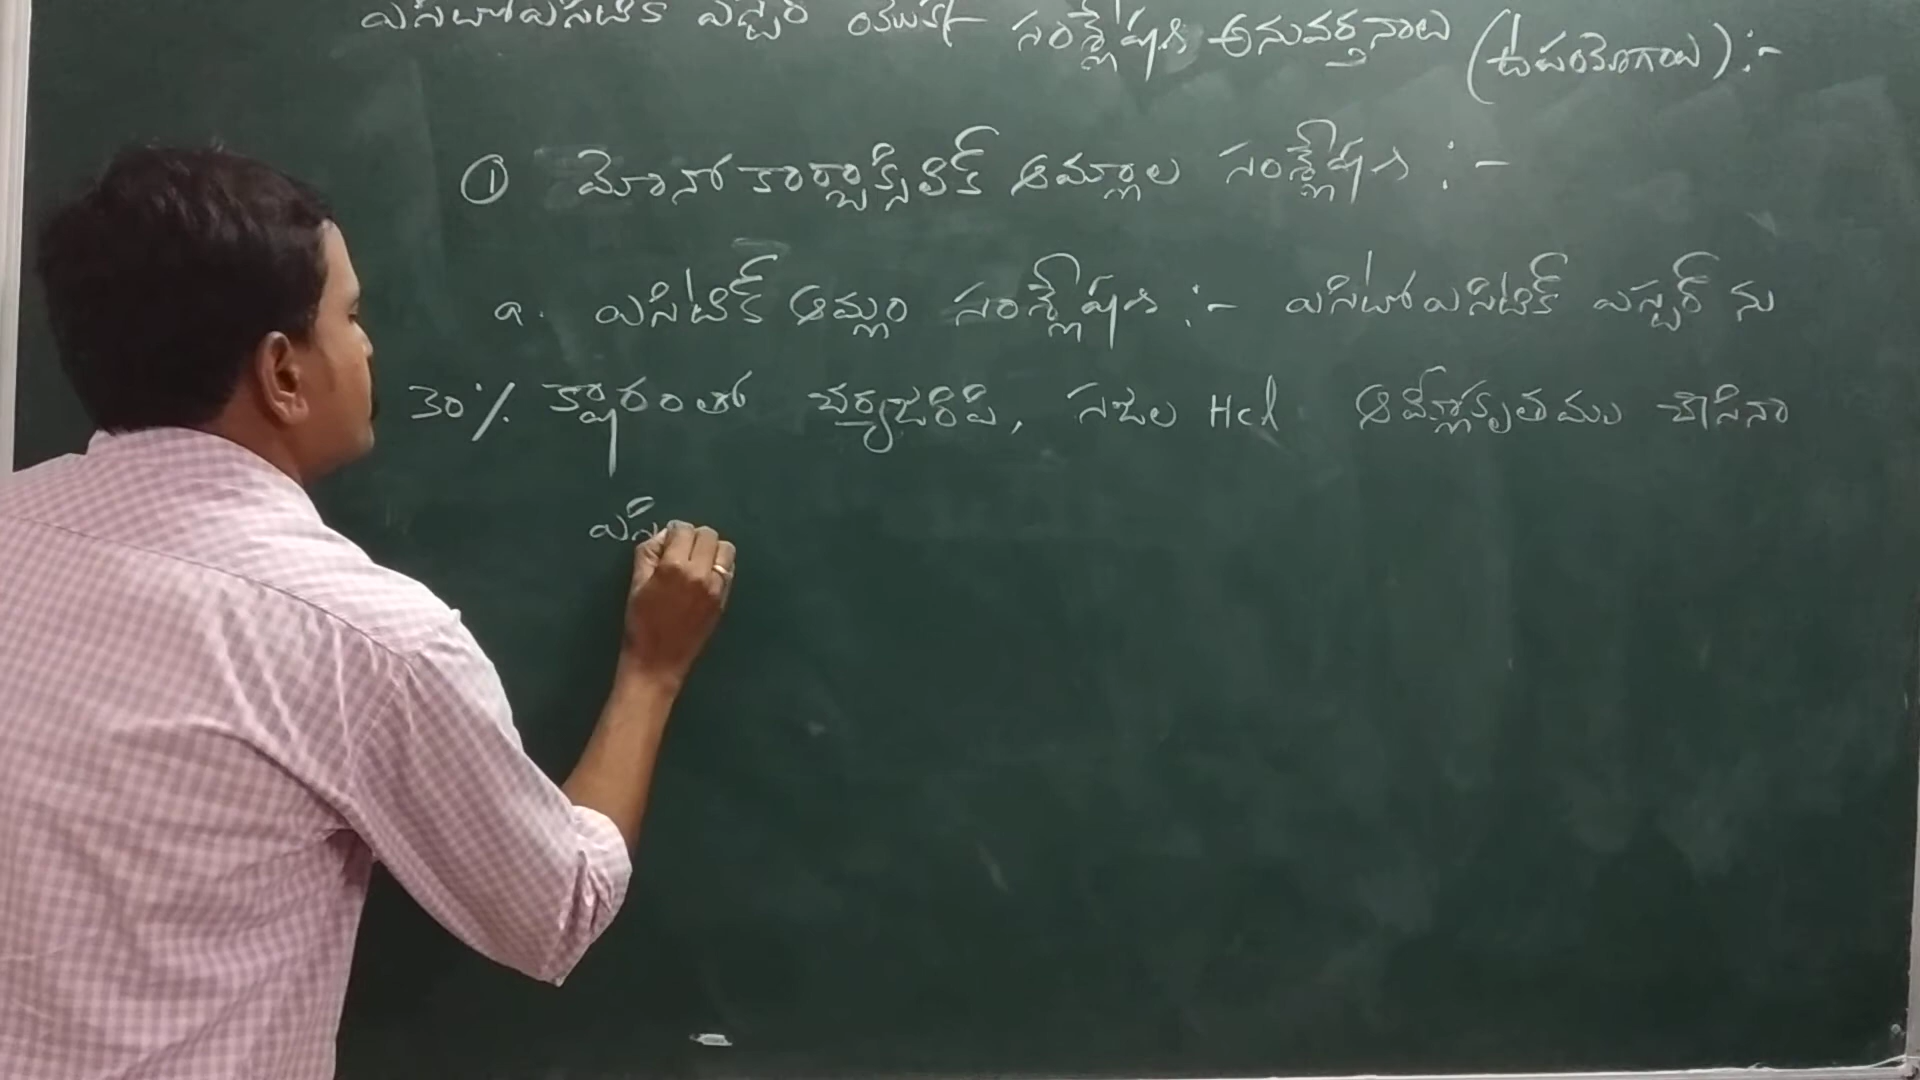 ఎసిటోఎసిటిక్ ఎస్టర్ యొక్క సంశ్లేషణ అనువర్తనాలు (ఉపయోగాలు) :-
① మోనోకార్బాక్సిలిక్ ఆమ్లాల సంశ్లేషణ :-
a. ఎసిటిక్ ఆమ్లం సంశ్లేషణ :- ఎసిటోఎసిటిక్ ఎస్టర్ ను
30% క్షారంతో చర్యజరిపి, సజల Hcl ఆమ్లీకృతము చేసినా
ఎసి